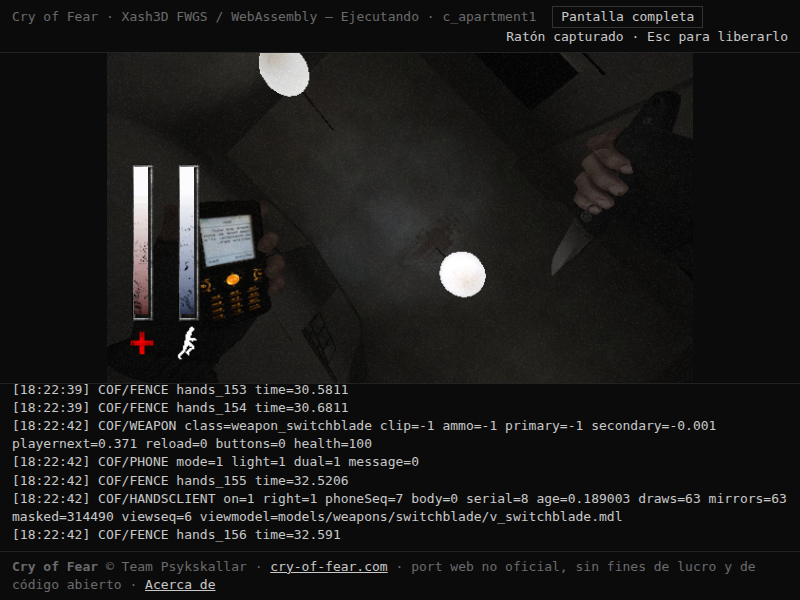 Cry of Fear · Xash3D FWGS / WebAssembly — Ejecutando · c_apartment1
Pantalla completa
Ratón capturado · Esc para liberarlo
[18:22:39] COF/FENCE hands_153 time=30.5811
[18:22:39] COF/FENCE hands_154 time=30.6811
[18:22:42] COF/WEAPON class=weapon_switchblade clip=-1 ammo=-1 primary=-1 secondary=-0.001
playernext=0.371 reload=0 buttons=0 health=100
[18:22:42] COF/PHONE mode=1 light=1 dual=1 message=0
[18:22:42] COF/FENCE hands_155 time=32.5206
[18:22:42] COF/HANDSCLIENT on=1 right=1 phoneSeq=7 body=0 serial=8 age=0.189003 draws=63 mirrors=63
masked=314490 viewseq=6 viewmodel=models/weapons/switchblade/v_switchblade.mdl
[18:22:42] COF/FENCE hands_156 time=32.591
Cry of Fear © Team Psykskallar · cry-of-fear.com · port web no oficial, sin fines de lucro y de
código abierto · Acerca de